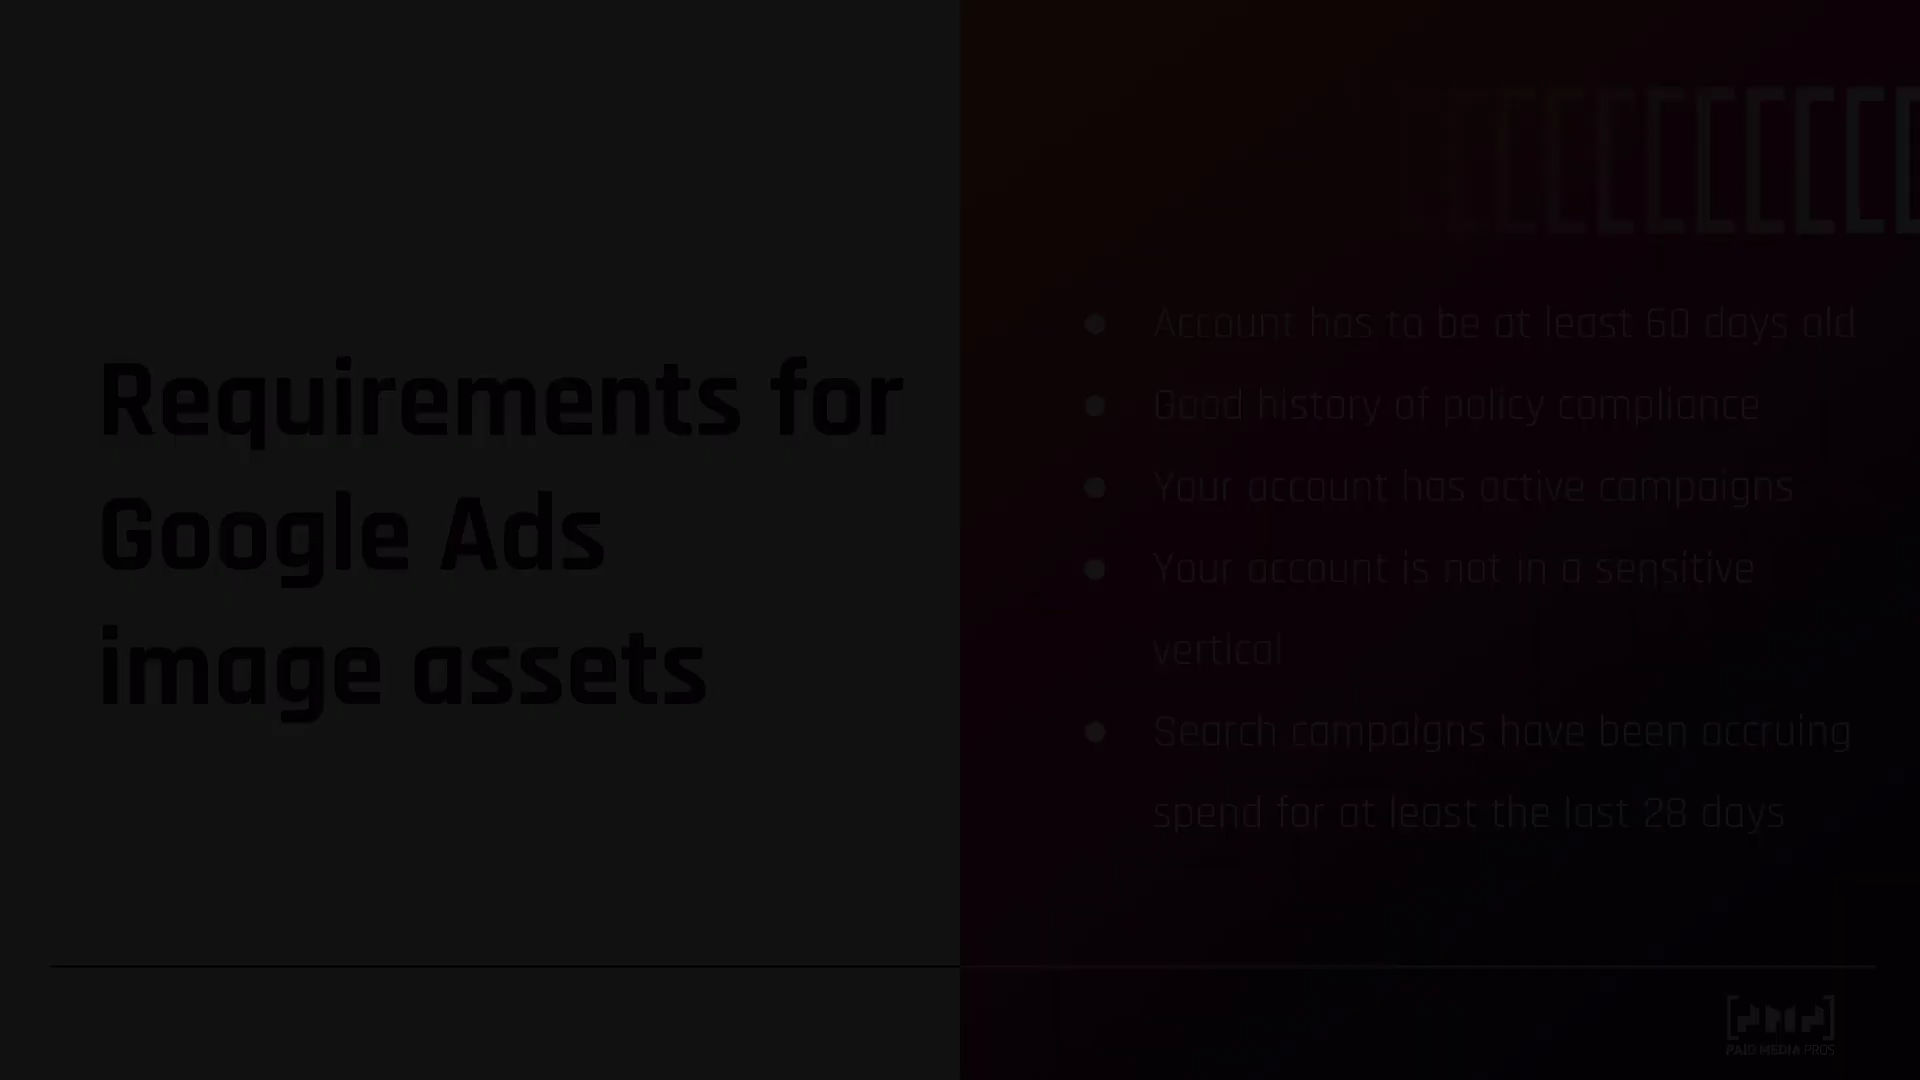 Requirements for
Google Ads
image assets
● Account has to be at least 60 days old
● Good history of policy compliance
● Your account has active campaigns
● Your account is not in a sensitive
vertical
● Search campaigns have been accruing
spend for at least the last 28 days
[PMP]
PAID MEDIA PROS